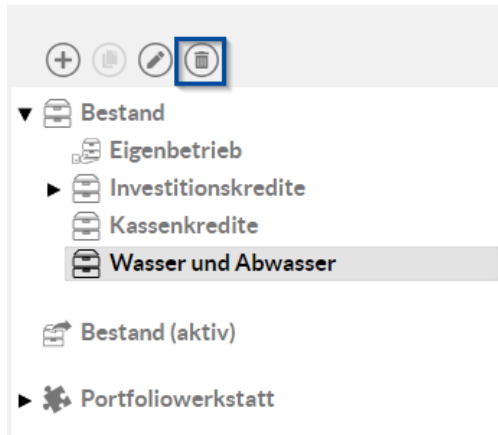 Bestand
Eigenbetrieb
Investitionskredite
Kassenkredite
Wasser und Abwasser
Bestand (aktiv)
Portfoliowerkstatt